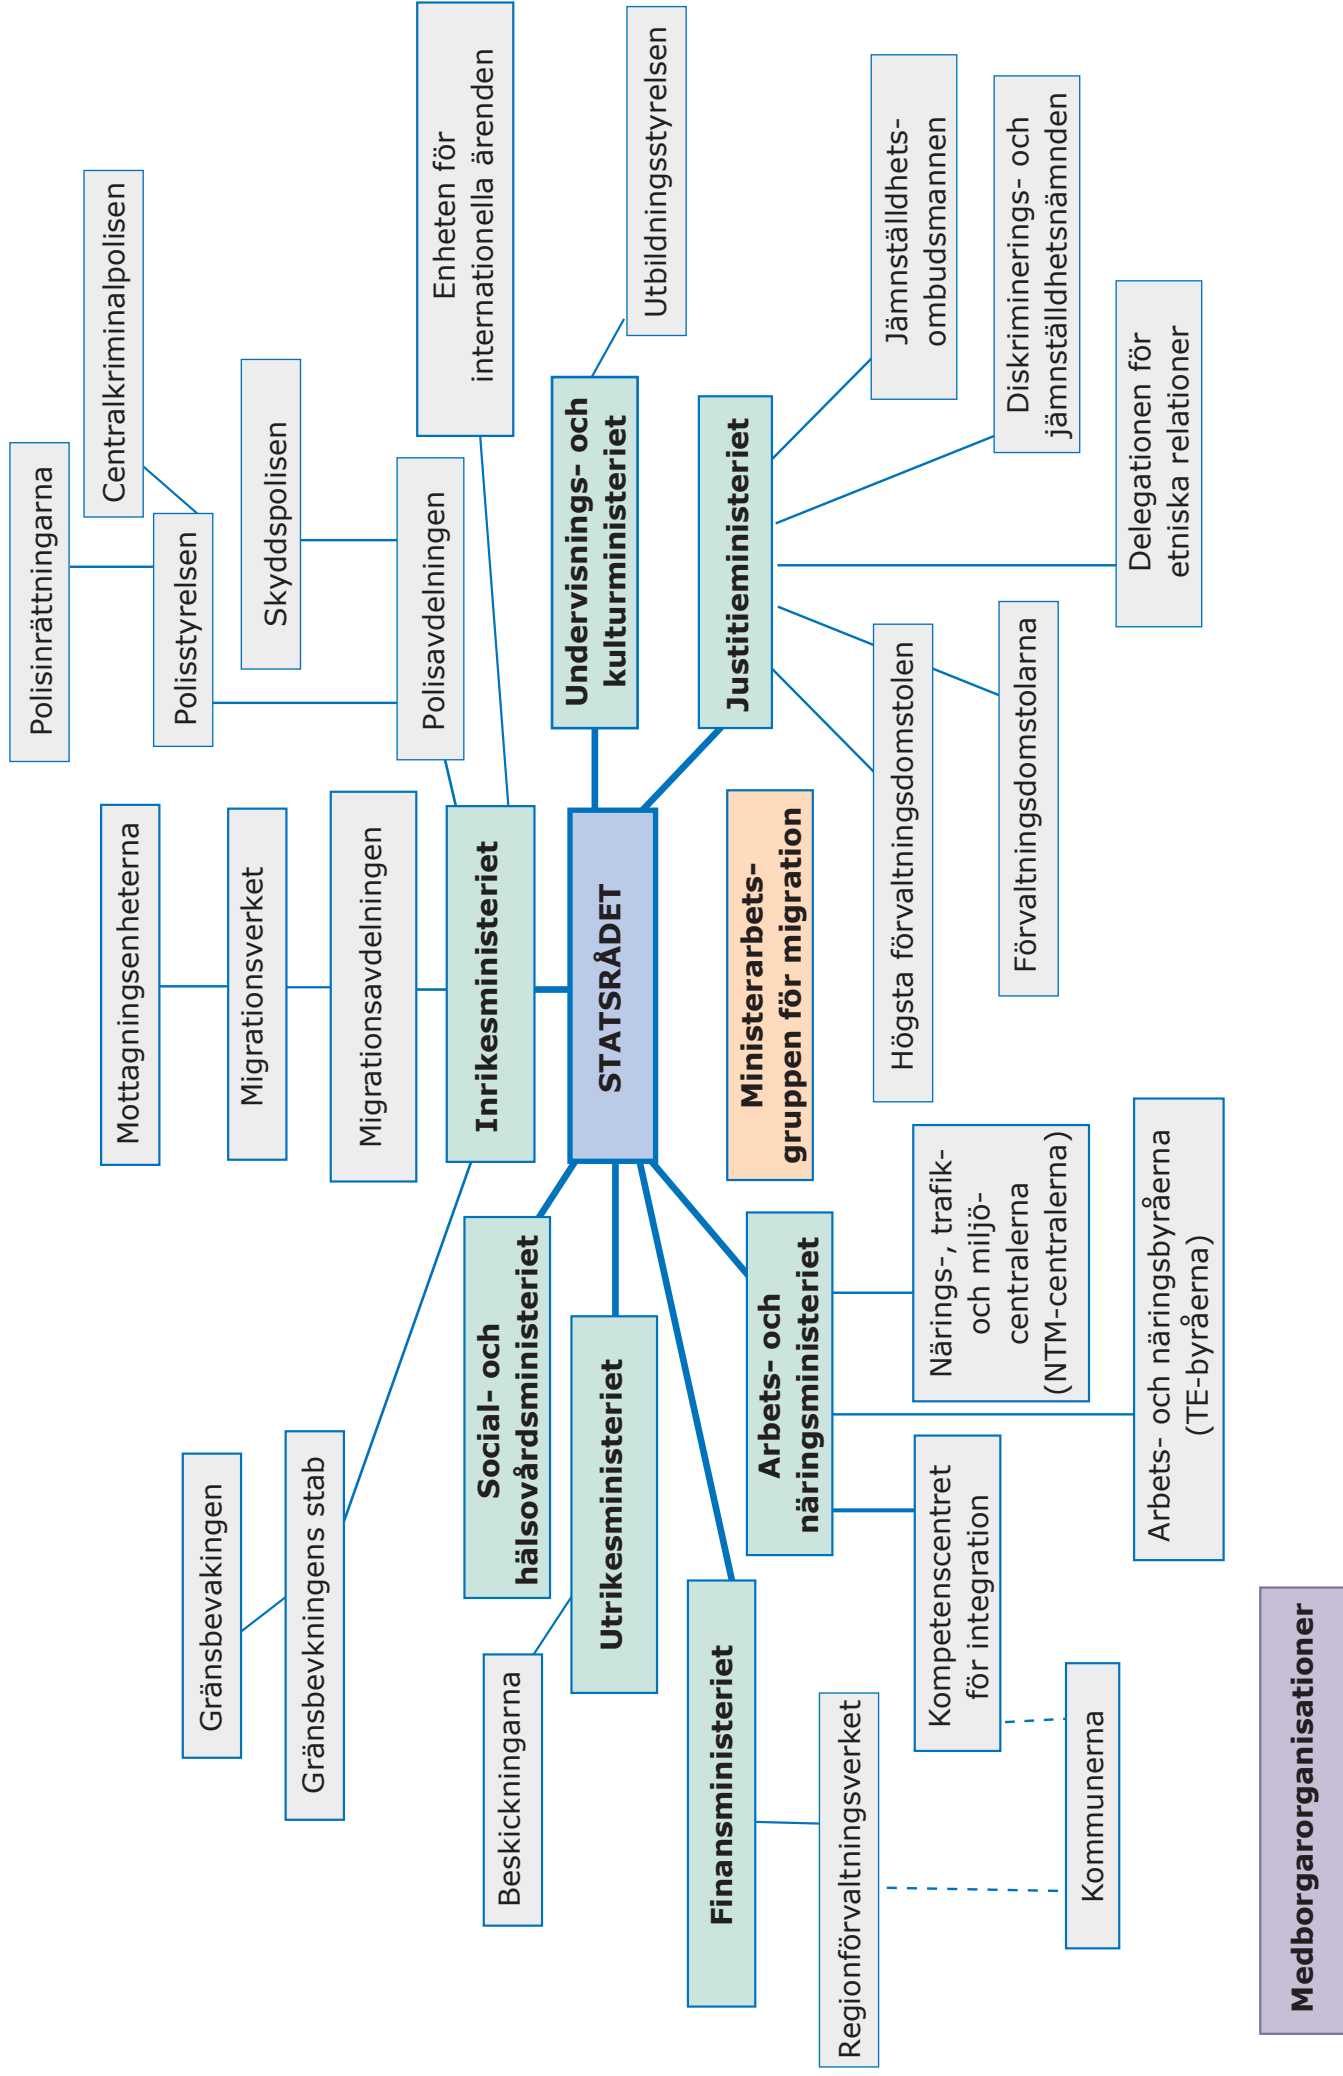 Polisinrättningarna
Centralkriminalpolisen
Mottagningsenheterna
Polisstyrelsen
Gränsbevakingen
Migrationsverket
Skyddspolisen
Gränsbevkningens stab
Migrationsavdelningen
Polisavdelningen
Enheten för
internationella ärenden
Inrikesministeriet
Social- och
hälsovårdsministeriet
Beskickningarna
Undervisnings- och
kulturministeriet
Utbildningsstyrelsen
STATSRÅDET
Utrikesministeriet
Finansministeriet
Justitieministeriet
Ministerarbets-
gruppen för migration
Arbets- och
näringsministeriet
Regionförvaltningsverket
Högsta förvaltningsdomstolen
Jämnställdhets-
ombudsmannen
Närings-, trafik-
och miljö-
centralerna
(NTM-centralerna)
Kompetenscentret
för integration
Förvaltningsdomstolarna
Diskriminerings- och
jämnställdhetsnämnden
Kommunerna
Delegationen för
etniska relationer
Arbets- och näringsbyråerna
(TE-byråerna)
Medborgarorganisationer